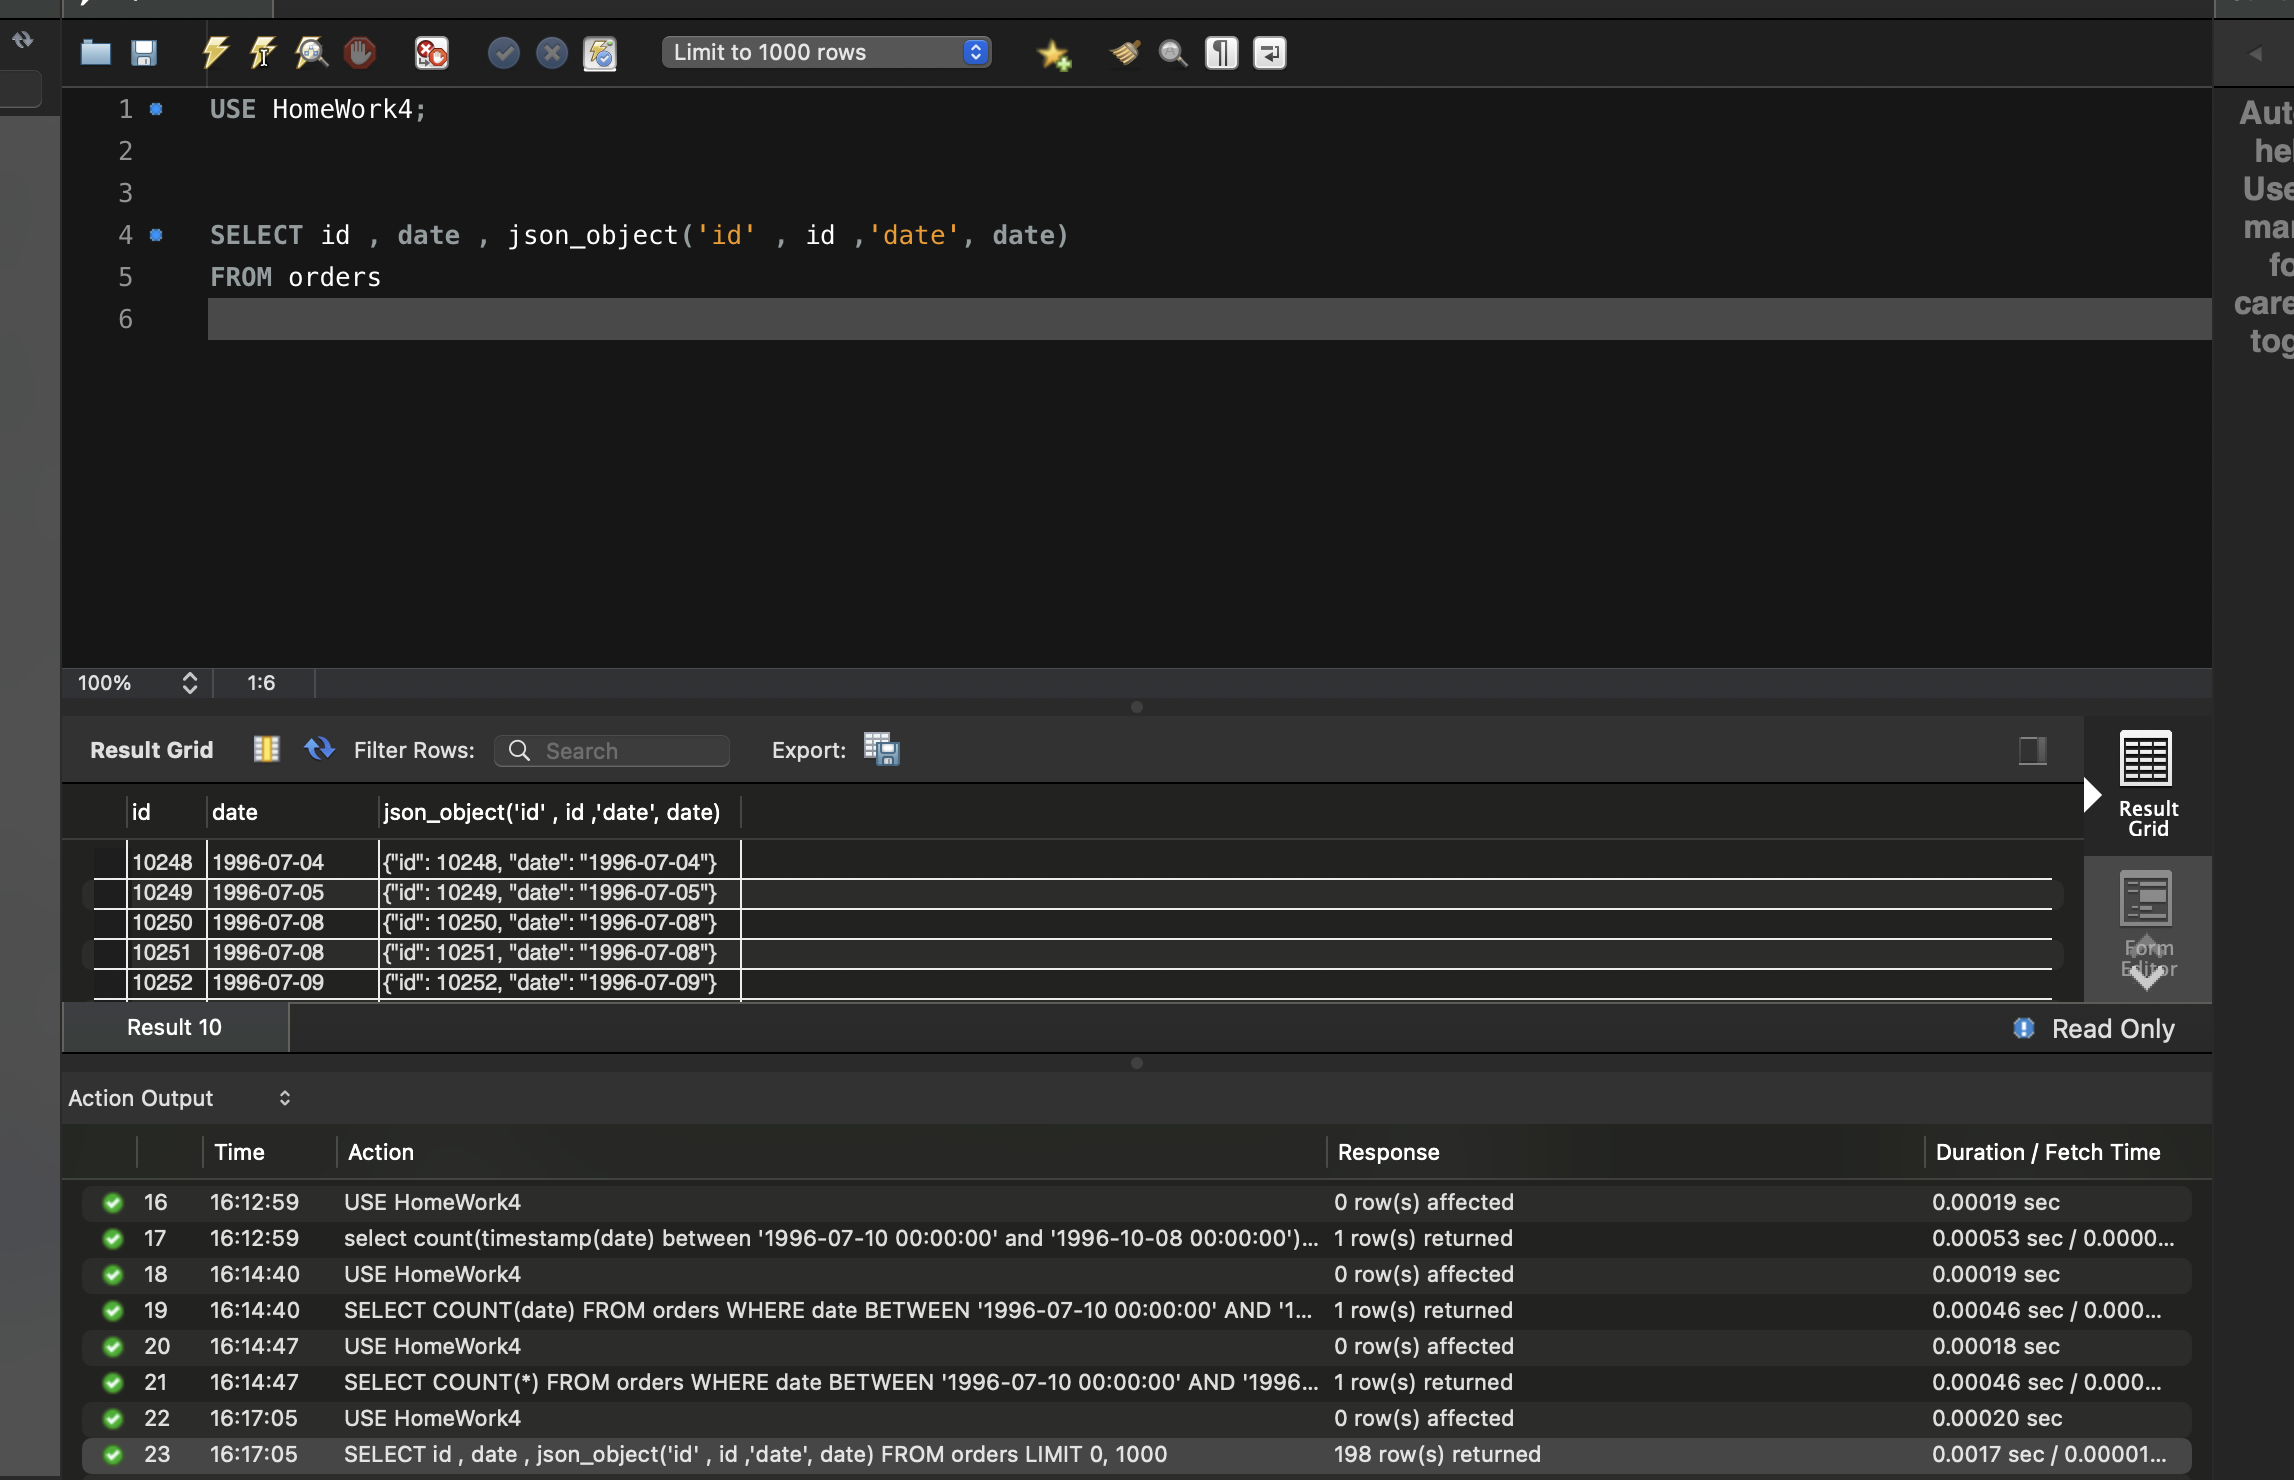 Limit to 1000 rows
1 USE HomeWork4;
2
3
4 SELECT id , date , json_object('id' , id ,'date', date)
5 FROM orders
6
Aut
hel
Use
mar
fo
care
tog
100% 1:6
Result Grid Filter Rows: Search Export:
Result
Grid
Form
Editor
id date json_object('id' , id ,'date', date)
10248 1996-07-04 {"id": 10248, "date": "1996-07-04"}
10249 1996-07-05 {"id": 10249, "date": "1996-07-05"}
10250 1996-07-08 {"id": 10250, "date": "1996-07-08"}
10251 1996-07-08 {"id": 10251, "date": "1996-07-08"}
10252 1996-07-09 {"id": 10252, "date": "1996-07-09"}
Result 10 Read Only
Action Output
Time Action Response Duration / Fetch Time
16 16:12:59 USE HomeWork4 0 row(s) affected 0.00019 sec
17 16:12:59 select count(timestamp(date) between '1996-07-10 00:00:00' and '1996-10-08 00:00:00')... 1 row(s) returned 0.00053 sec / 0.0000...
18 16:14:40 USE HomeWork4 0 row(s) affected 0.00019 sec
19 16:14:40 SELECT COUNT(date) FROM orders WHERE date BETWEEN '1996-07-10 00:00:00' AND '1... 1 row(s) returned 0.00046 sec / 0.000...
20 16:14:47 USE HomeWork4 0 row(s) affected 0.00018 sec
21 16:14:47 SELECT COUNT(*) FROM orders WHERE date BETWEEN '1996-07-10 00:00:00' AND '1996... 1 row(s) returned 0.00046 sec / 0.000...
22 16:17:05 USE HomeWork4 0 row(s) affected 0.00020 sec
23 16:17:05 SELECT id , date , json_object('id' , id ,'date', date) FROM orders LIMIT 0, 1000 198 row(s) returned 0.0017 sec / 0.00001...